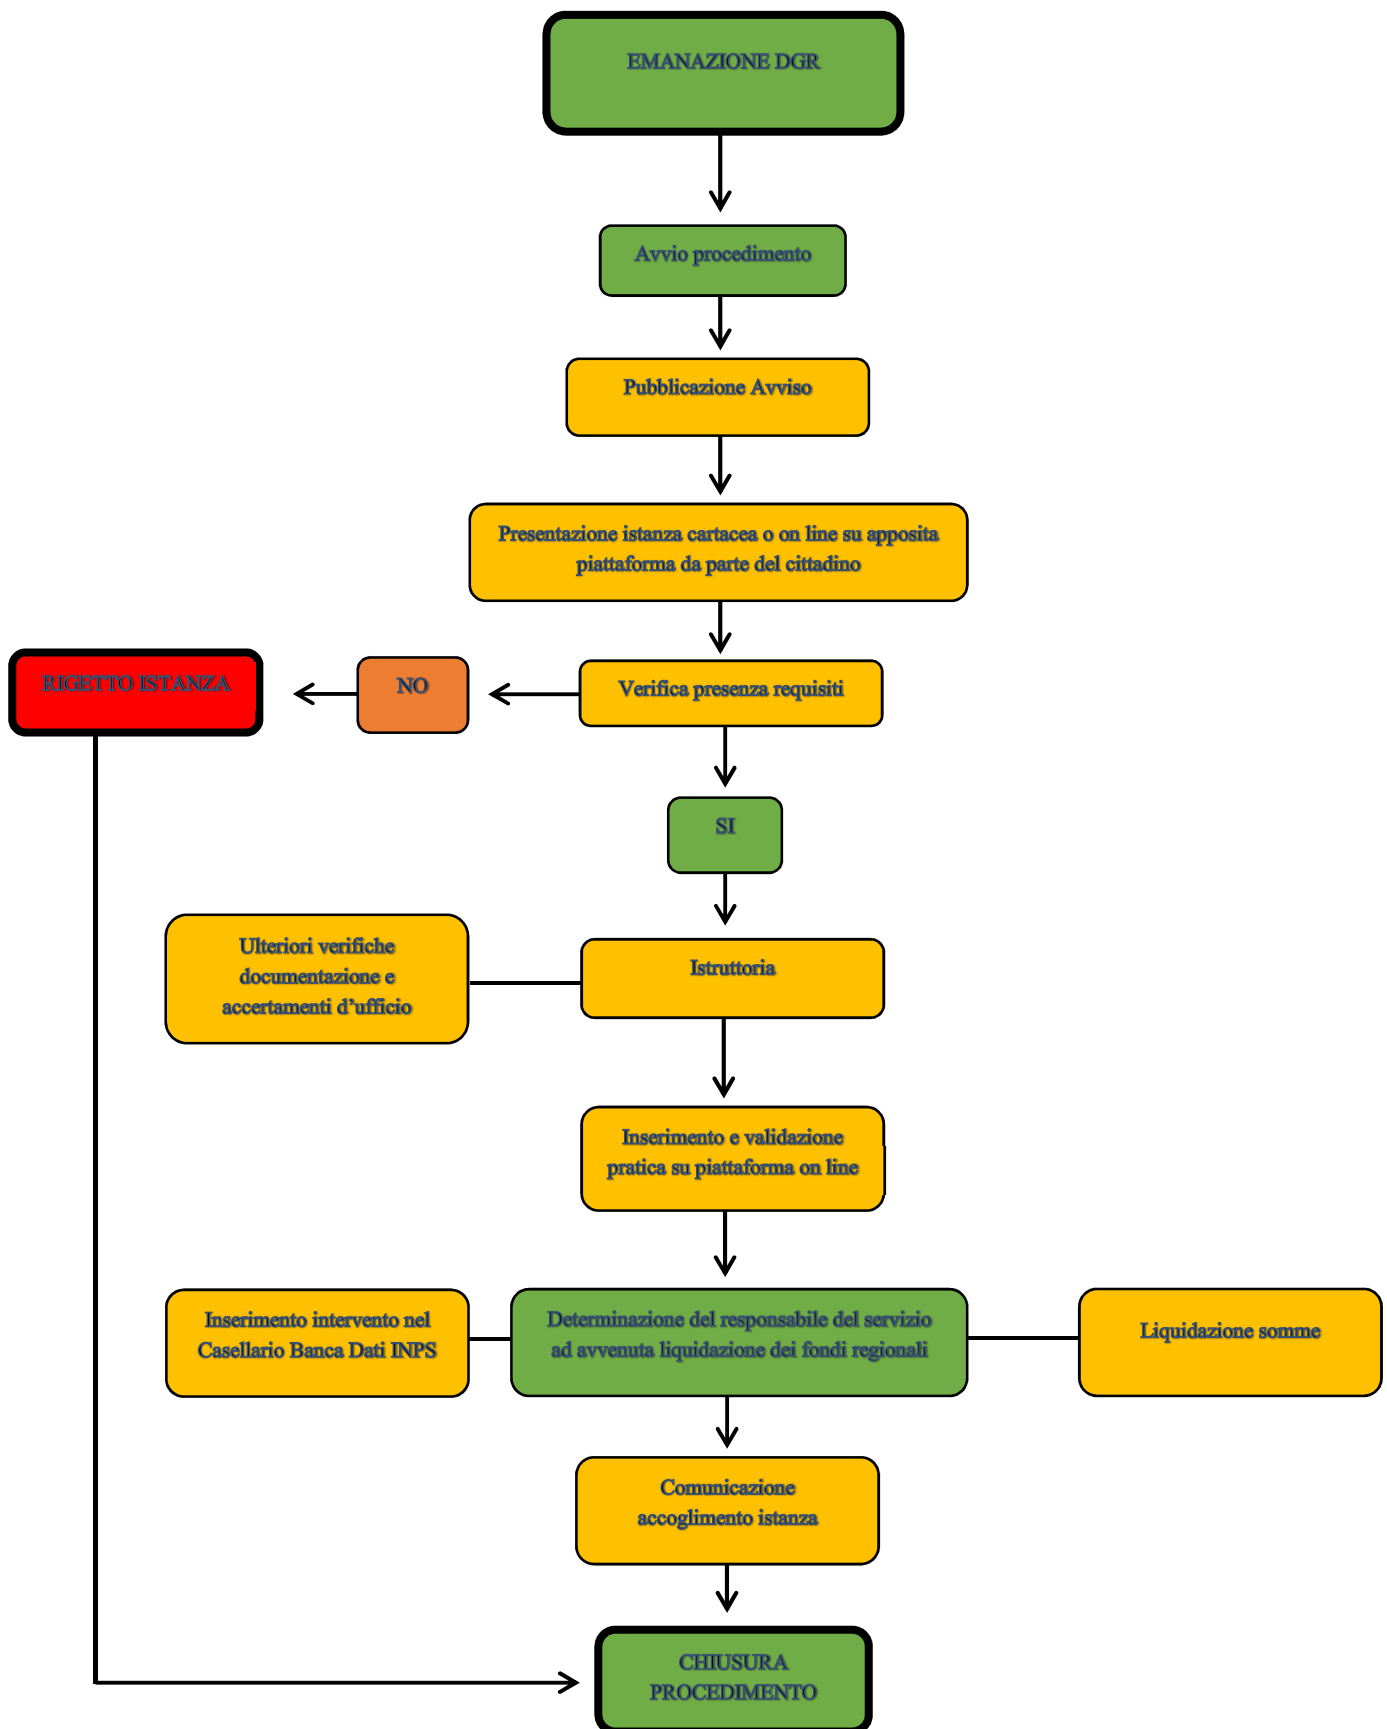 EMANAZIONE DGR
Avvio procedimento
Pubblicazione Avviso
Presentazione istanza cartacea o on line su apposita
piattaforma da parte del cittadino
RIGETTO ISTANZA
NO
Verifica presenza requisiti
SI
Ulteriori verifiche
documentazione e
accertamenti d’ufficio
Istruttoria
Inserimento e validazione
pratica su piattaforma on line
Inserimento intervento nel
Casellario Banca Dati INPS
Determinazione del responsabile del servizio
ad avvenuta liquidazione dei fondi regionali
Liquidazione somme
Comunicazione
accoglimento istanza
CHIUSURA
PROCEDIMENTO